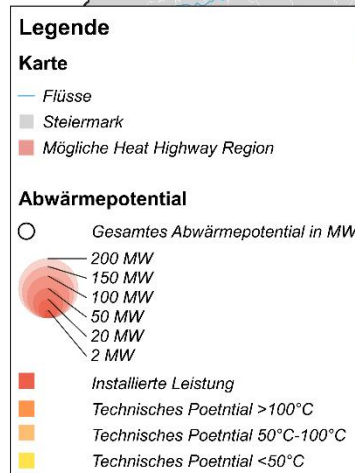 Legende
Karte
Flüsse
Steiermark
Mögliche Heat Highway Region
Abwärmepotential
Gesamtes Abwärmepotential in MW
200 MW
150 MW
100 MW
50 MW
20 MW
2 MW
Installierte Leistung
Technisches Poetntial >100°C
Technisches Poetntial 50°C-100°C
Technisches Poetntial <50°C